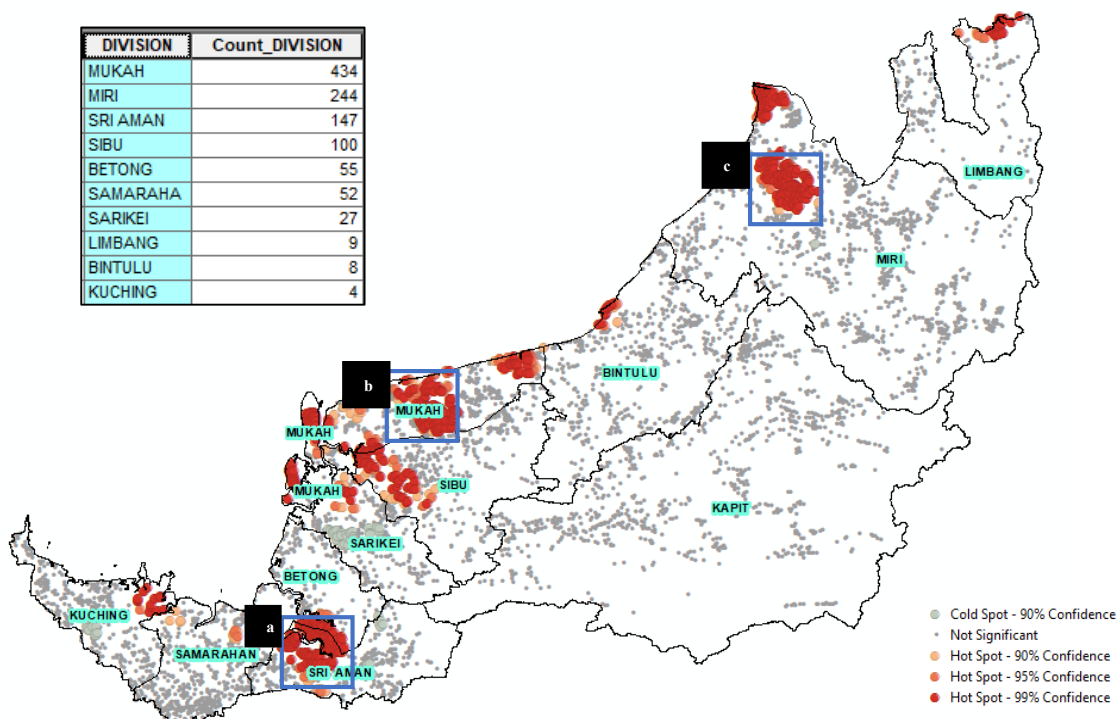 DIVISION Count_DIVISION
MUKAH 434
MIRI 244
SRI AMAN 147
SIBU 100
BETONG 55
SAMARAHA 52
SARIKEI 27
LIMBANG 9
BINTULU 8
KUCHING 4
c
LIMBANG
MIRI
b
BINTULU
MUKAH
MUKAH
SIBU
MUKAH
KAPIT
SARIKEI
BETONG
KUCHING
a
SAMARAHAN
SRI AMAN
Cold Spot - 90% Confidence
Not Significant
Hot Spot - 90% Confidence
Hot Spot - 95% Confidence
Hot Spot - 99% Confidence